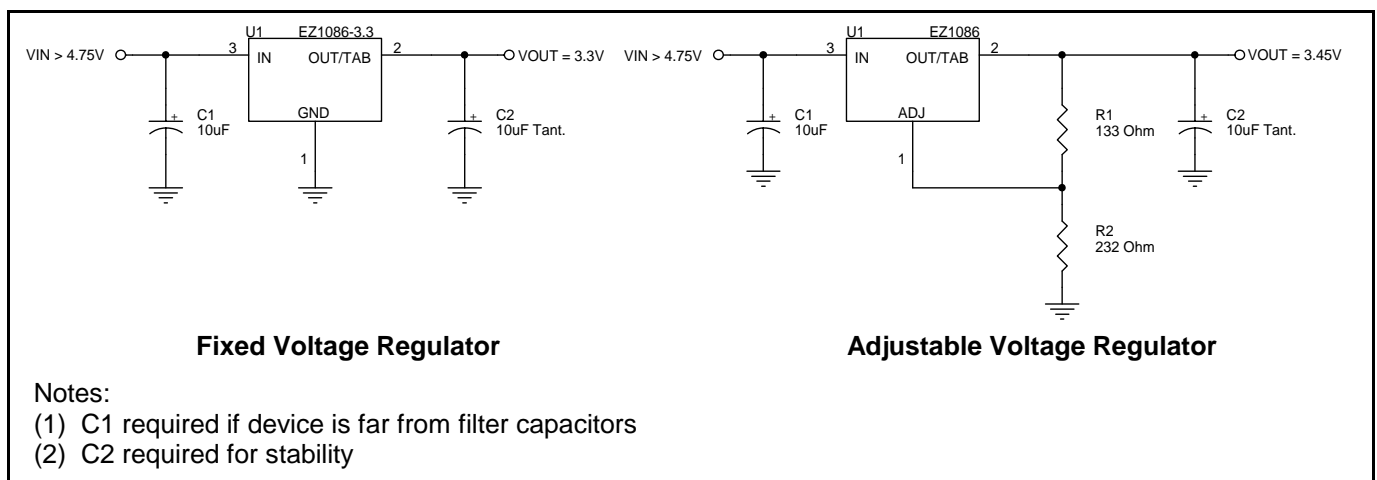 U1 EZ1086-3.3
VIN > 4.75V 3 IN OUT/TAB 2 VOUT = 3.3V
GND
C1
10uF
C2
10uF Tant.
1
U1 EZ1086
VIN > 4.75V 3 IN OUT/TAB 2 VOUT = 3.45V
ADJ
C1
10uF
R1
133 Ohm
C2
10uF Tant.
1
R2
232 Ohm
Fixed Voltage Regulator
Adjustable Voltage Regulator
Notes:
(1) C1 required if device is far from filter capacitors
(2) C2 required for stability